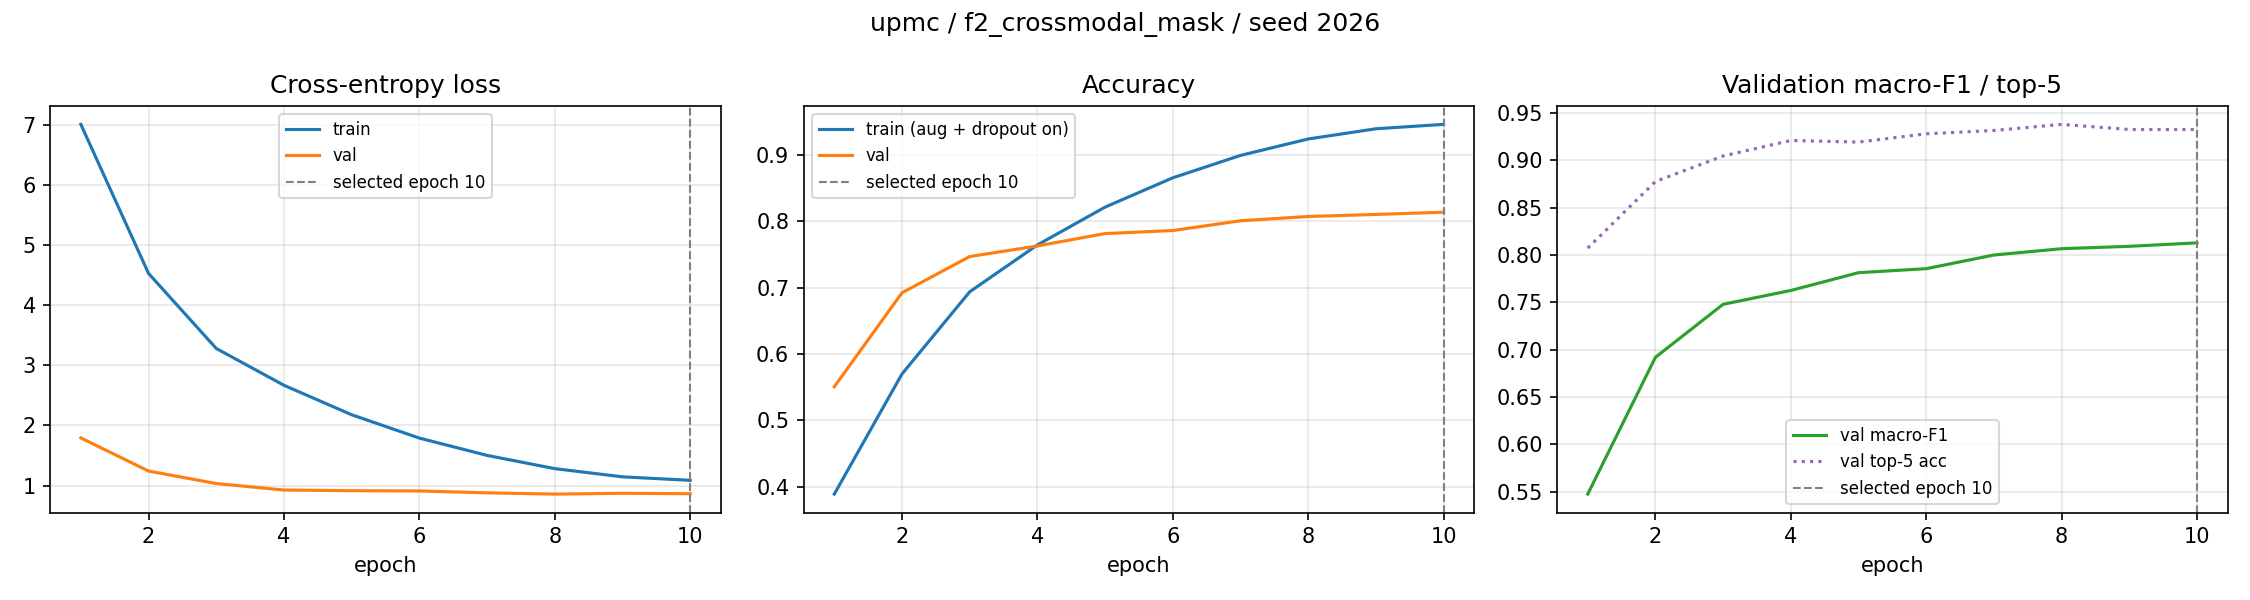 upmc / f2_crossmodal_mask / seed 2026
Cross-entropy loss
7
6
5
4
3
2
1
train
val
selected epoch 10
2 4 6 8 10
epoch
Accuracy
0.9
0.8
0.7
0.6
0.5
0.4
train (aug + dropout on)
val
selected epoch 10
2 4 6 8 10
epoch
Validation macro-F1 / top-5
0.95
0.90
0.85
0.80
0.75
0.70
0.65
0.60
0.55
val macro-F1
val top-5 acc
selected epoch 10
2 4 6 8 10
epoch